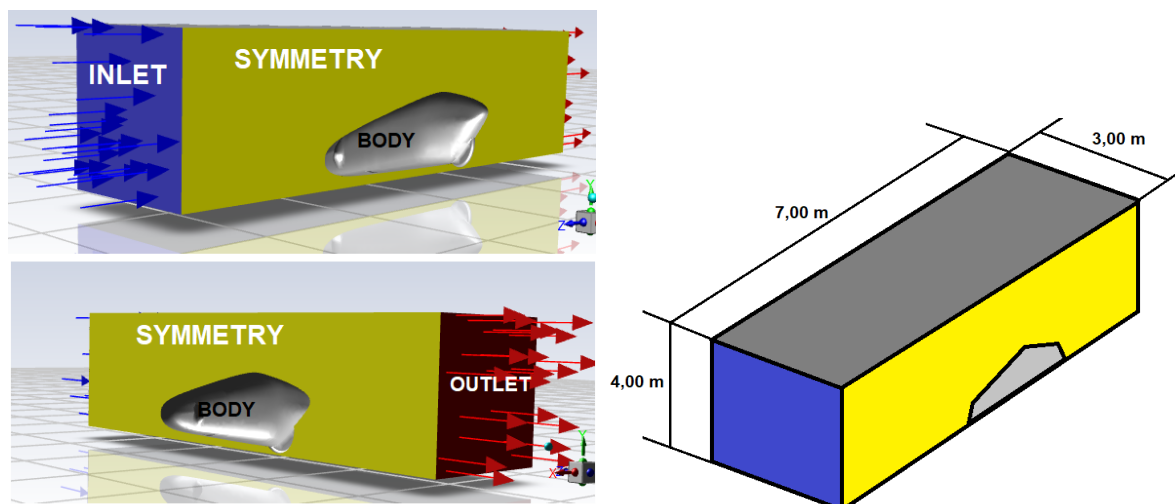 INLET
SYMMETRY
BODY
Y
Z
SYMMETRY
BODY
OUTLET
Y
X
Z
3,00 m
7,00 m
4,00 m